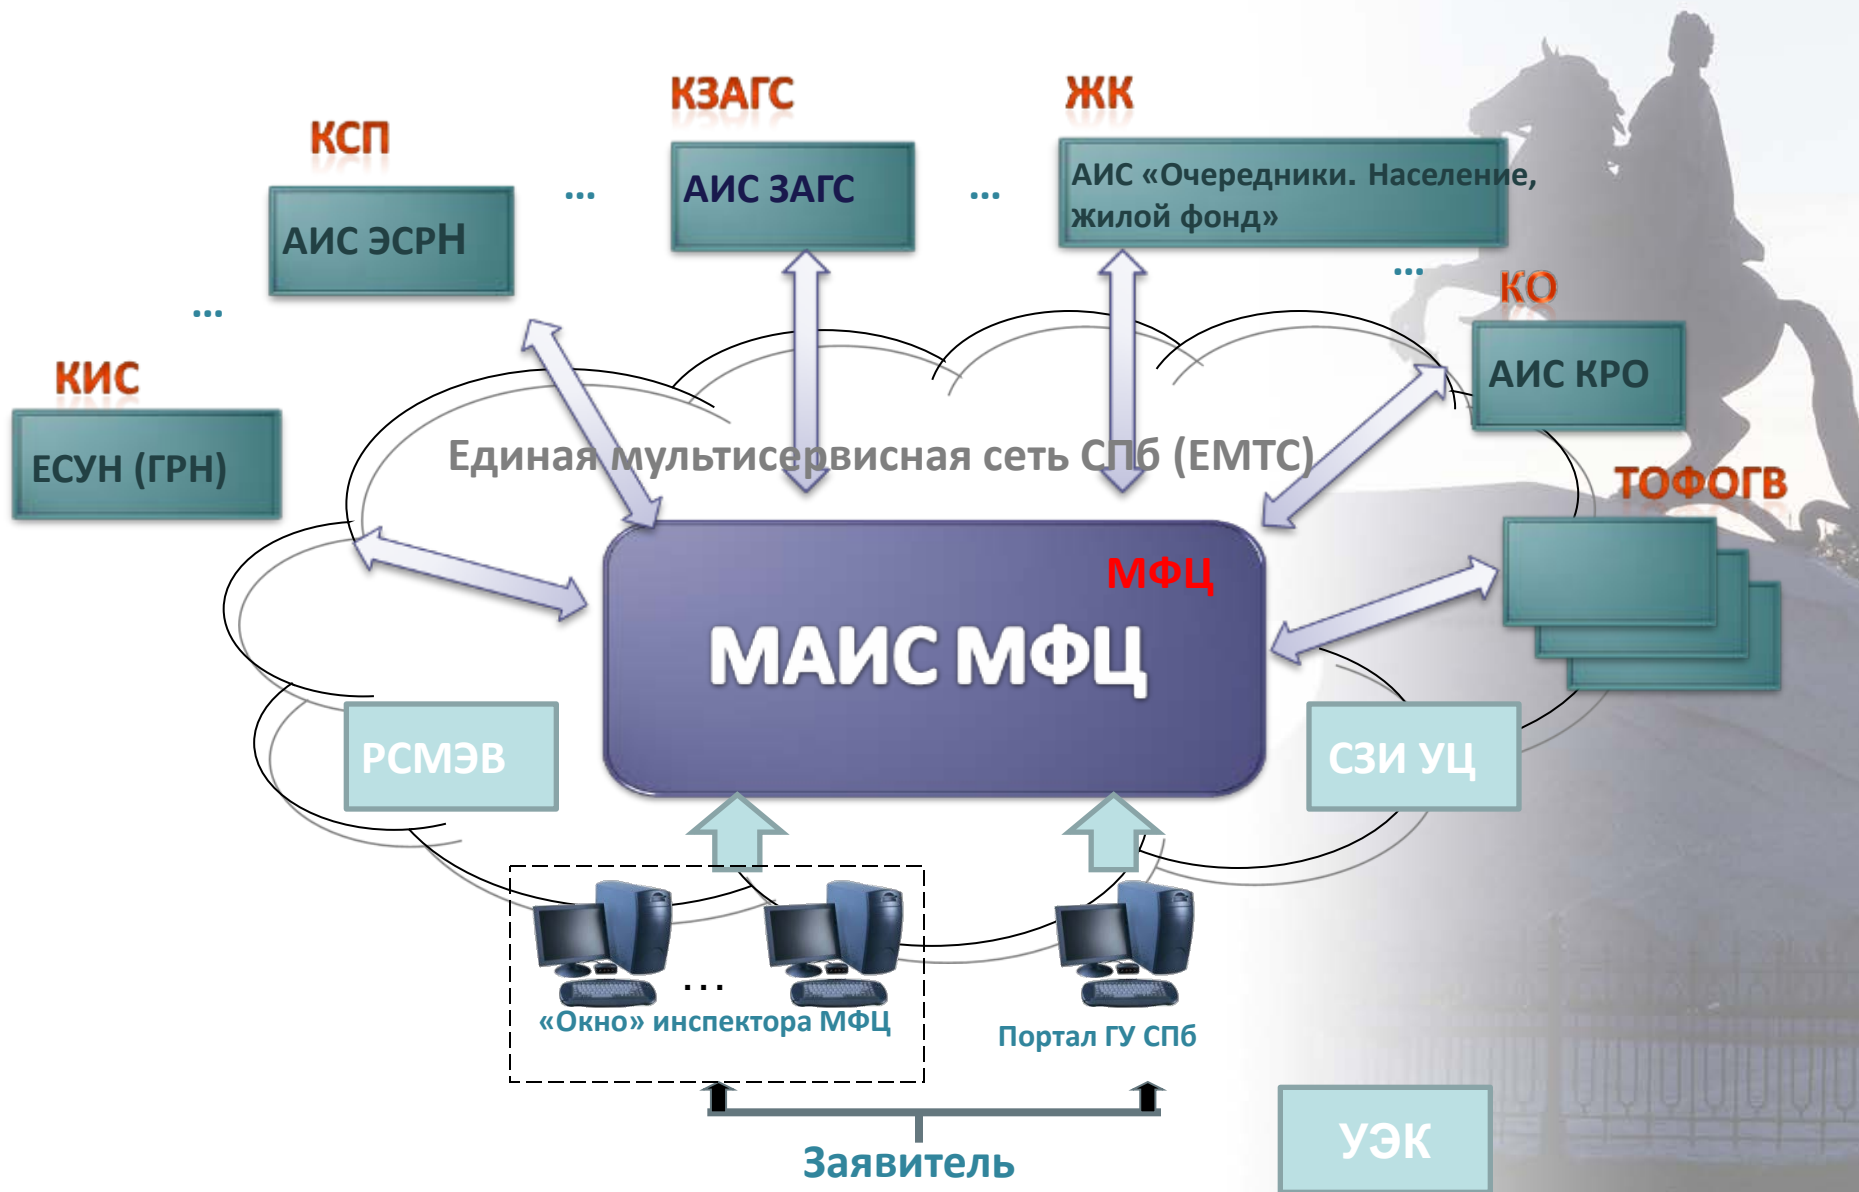 КЗАГС
ЖК
КСП
АИС ЗАГС
АИС «Очередники. Население,
жилой фонд»
...
...
АИС ЭСРН
...
КО
...
КИС
АИС КРО
ЕСУН (ГРН)
Единая мультисервисная сеть СПб (ЕМТС)
ТОФОГВ
МФЦ
МАИС МФЦ
РСМЭВ
СЗИ УЦ
...
«Окно» инспектора МФЦ
Портал ГУ СПб
УЭК
Заявитель